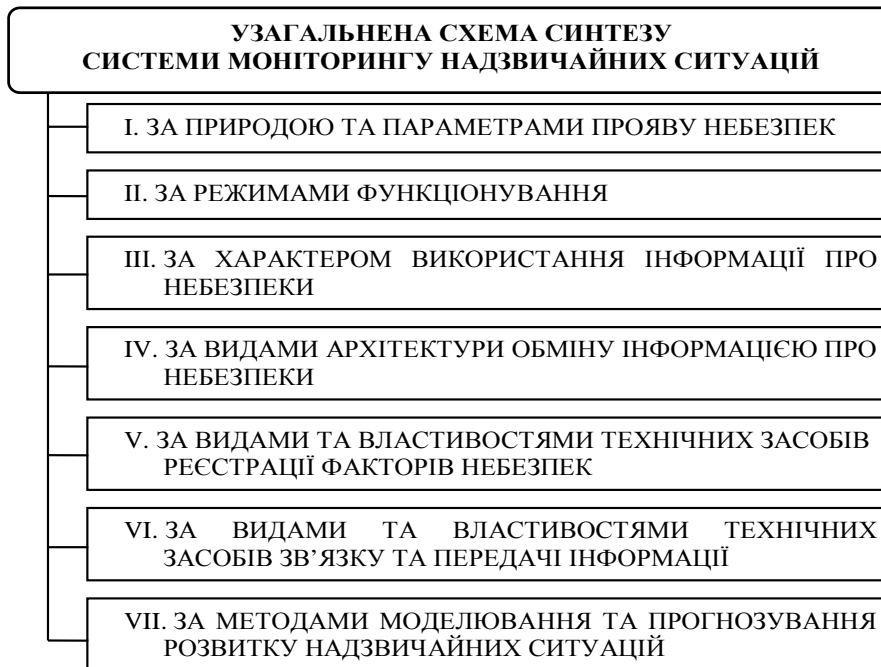 УЗАГАЛЬНЕНА СХЕМА СИНТЕЗУ
СИСТЕМИ МОНІТОРИНГУ НАДЗВИЧАЙНИХ СИТУАЦІЙ
І. ЗА ПРИРОДОЮ ТА ПАРАМЕТРАМИ ПРОЯВУ НЕБЕЗПЕК
ІІ. ЗА РЕЖИМАМИ ФУНКЦІОНУВАННЯ
ІІІ. ЗА ХАРАКТЕРОМ ВИКОРИСТАННЯ ІНФОРМАЦІЇ ПРО
НЕБЕЗПЕКИ
IV. ЗА ВИДАМИ АРХІТЕКТУРИ ОБМІНУ ІНФОРМАЦІЄЮ ПРО
НЕБЕЗПЕКИ
V. ЗА ВИДАМИ ТА ВЛАСТИВОСТЯМИ ТЕХНІЧНИХ ЗАСОБІВ
РЕЄСТРАЦІЇ ФАКТОРІВ НЕБЕЗПЕК
VI. ЗА ВИДАМИ ТА ВЛАСТИВОСТЯМИ ТЕХНІЧНИХ
ЗАСОБІВ ЗВ’ЯЗКУ ТА ПЕРЕДАЧІ ІНФОРМАЦІЇ
VII. ЗА МЕТОДАМИ МОДЕЛЮВАННЯ ТА ПРОГНОЗУВАННЯ
РОЗВИТКУ НАДЗВИЧАЙНИХ СИТУАЦІЙ